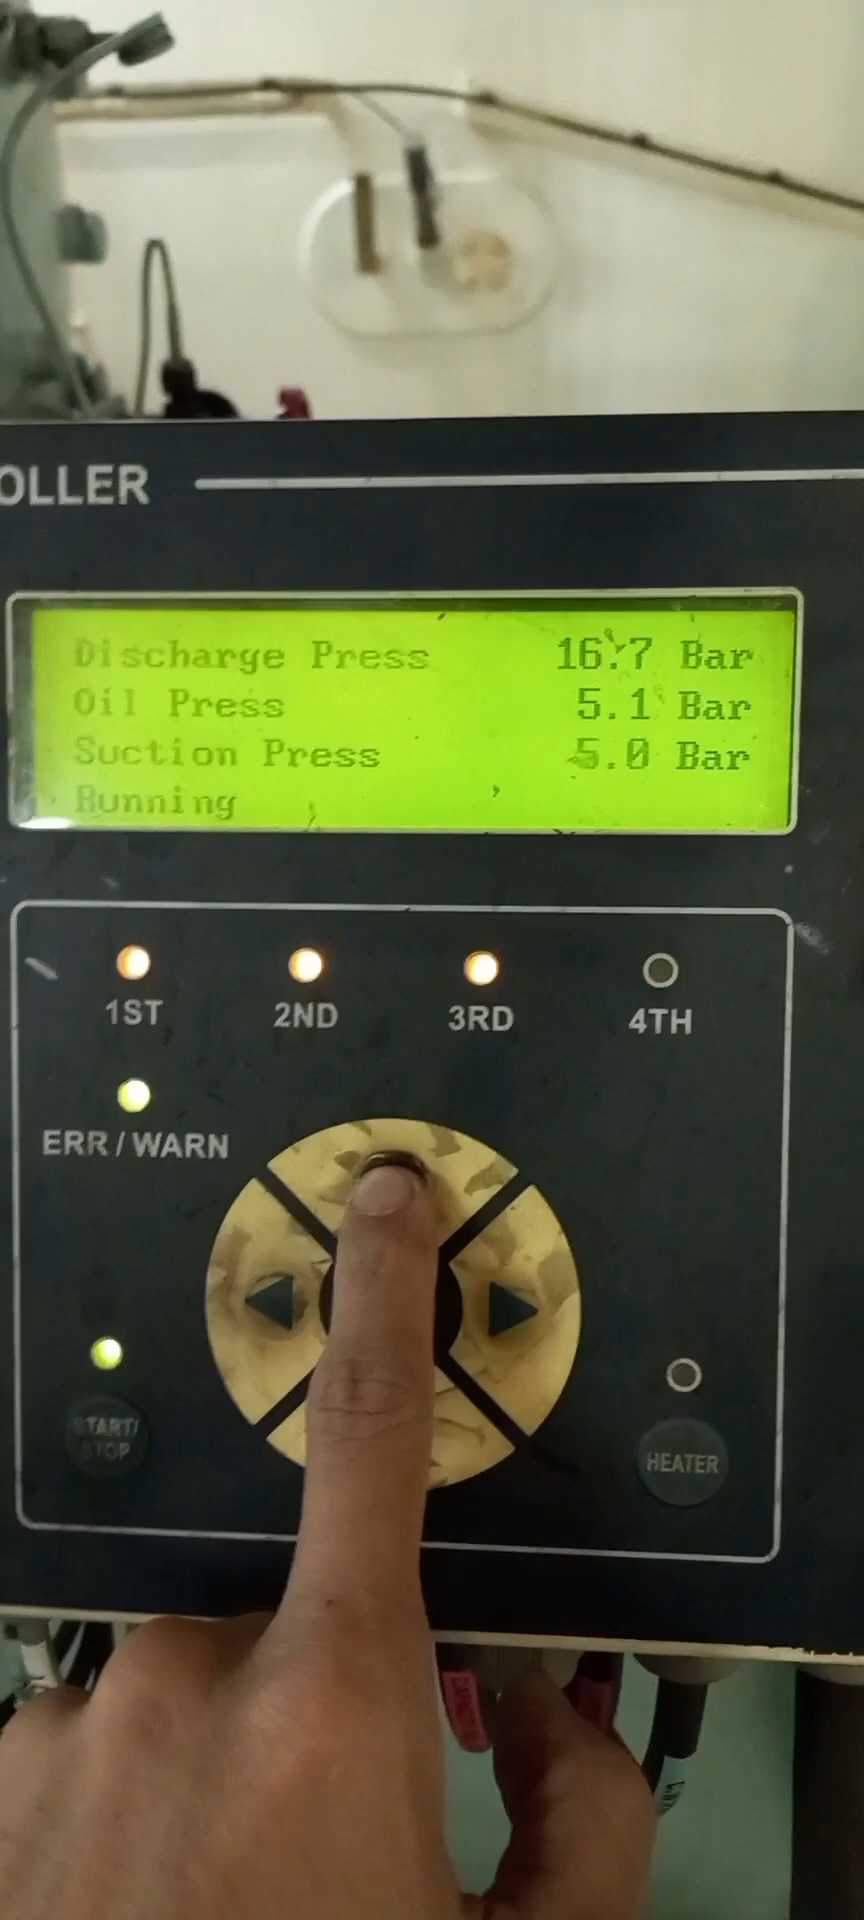 OLLER
Discharge Press 16.7 Bar
Oil Press 5.1 Bar
Suction Press 5.0 Bar
Running
1ST 2ND 3RD 4TH
ERR / WARN
START/
STOP
HEATER